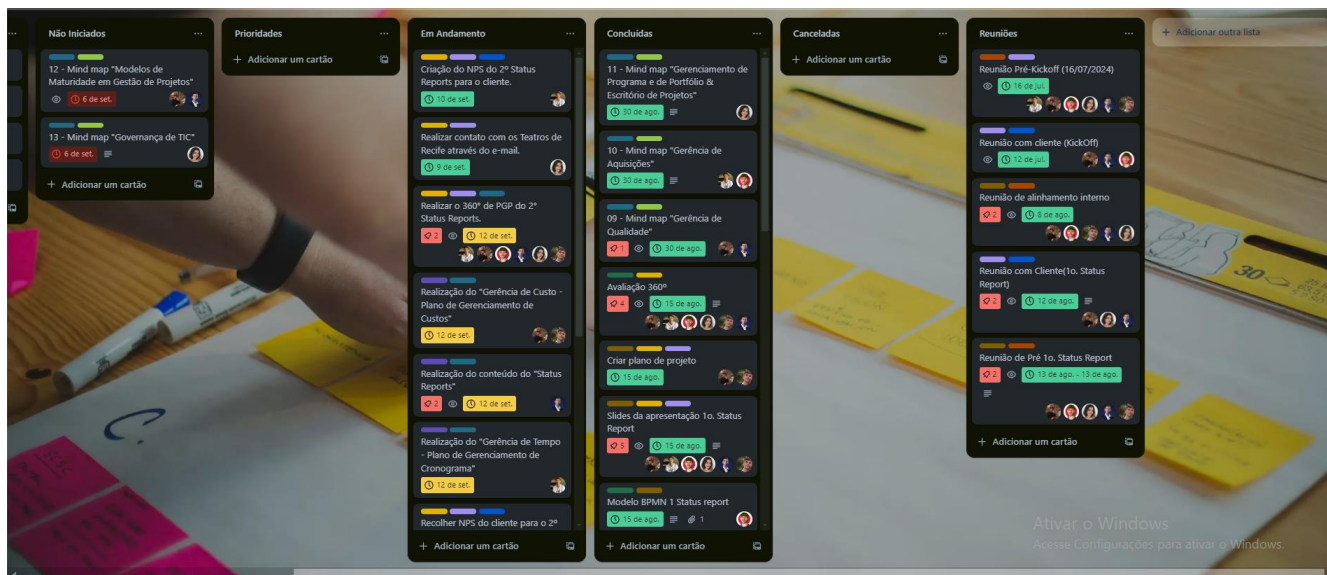 Não Iniciados
12 - Mind map "Modelos de
Maturidade em Gestão de Projetos"
6 de set.
13 - Mind map "Governança de TIC"
6 de set.
+ Adicionar um cartão
Prioridades
+ Adicionar um cartão
Em Andamento
Criação do NPS do 2º Status
Reports para o cliente.
10 de set.
Realizar contato com os Teatros de
Recife através do e-mail.
9 de set.
Realizar o 360° de PGP do 2°
Status Reports.
2
12 de set.
Realização do "Gerência de Custo -
Plano de Gerenciamento de
Custos"
12 de set.
Realização do conteúdo do "Status
Reports"
2
12 de set.
Realização do "Gerência de Tempo
- Plano de Gerenciamento de
Cronograma"
12 de set.
Recolher NPS do cliente para o 2º
+ Adicionar um cartão
Concluídas
11 - Mind map "Gerenciamento de
Programa e de Portfólio &
Escritório de Projetos"
30 de ago.
10 - Mind map "Gerência de
Aquisições"
30 de ago.
09 - Mind map "Gerência de
Qualidade"
1
30 de ago.
Avaliação 360º
4
15 de ago.
Criar plano de projeto
15 de ago.
Slides da apresentação 1o. Status
Report
5
15 de ago.
Modelo BPMN 1 Status report
15 de ago.
1
+ Adicionar um cartão
Canceladas
+ Adicionar um cartão
Reuniões
Reunião Pré-Kickoff (16/07/2024)
16 de jul.
Reunião com cliente (KickOff)
12 de jul.
Reunião de alinhamento interno
2
8 de ago.
Reunião com Cliente(1o. Status
Report)
2
12 de ago.
Reunião de Pré 1o. Status Report
2
13 de ago. - 13 de ago.
+ Adicionar um cartão
+ Adicionar outra lista
30
Ativar o Windows
Acesse Configurações para ativar o Windows.